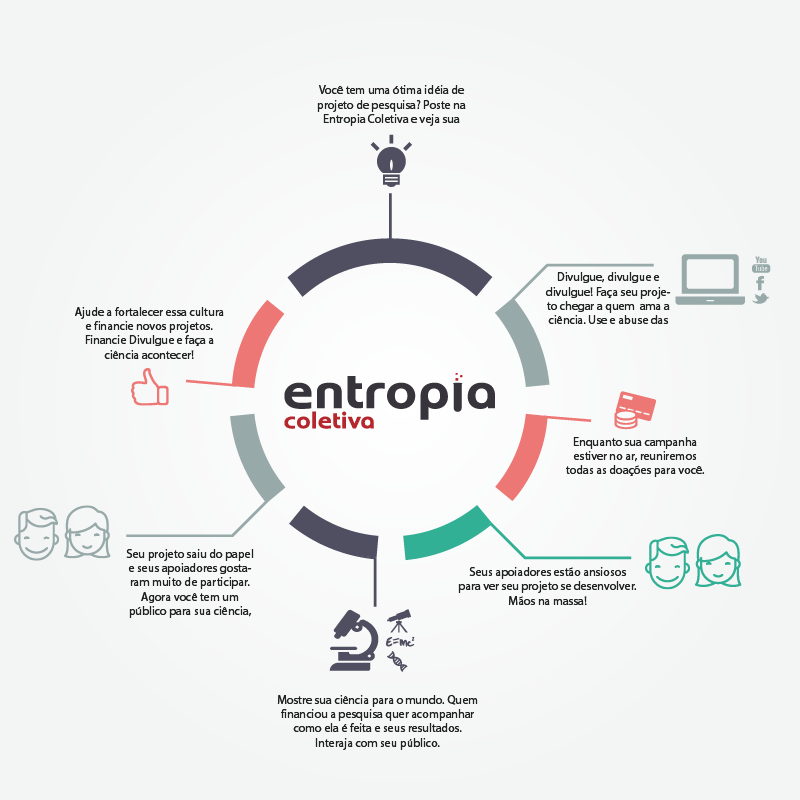 Você tem uma ótima idéia de
projeto de pesquisa? Poste na
Entropia Coletiva e veja sua
Divulgue, divulgue e
divulgue! Faça seu proje-
to chegar a quem ama a
ciência. Use e abuse das
You
Tube
Enquanto sua campanha
estiver no ar, reuniremos
todas as doações para você.
Seus apoiadores estão ansiosos
para ver seu projeto se desenvolver.
Mãos na massa!
E=mc²
Mostre sua ciência para o mundo. Quem
financiou a pesquisa quer acompanhar
como ela é feita e seus resultados.
Interaja com seu público.
Seu projeto saiu do papel
e seus apoiadores gosta-
ram muito de participar.
Agora você tem um
público para sua ciência,
Ajude a fortalecer essa cultura
e financie novos projetos.
Financie Divulgue e faça a
ciência acontecer!
entropia
coletiva